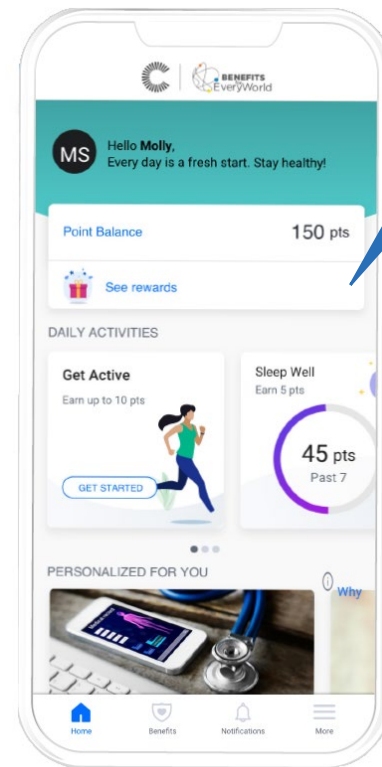 BENEFITS
for
EveryWorld
MS
Hello Molly,
Every day is a fresh start. Stay healthy!
Point Balance
150 pts
See rewards
DAILY ACTIVITIES
Get Active
Earn up to 10 pts
GET STARTED
Sleep Well
Earn 5 pts
45 pts
Past 7
PERSONALIZED FOR YOU
Why
Home
Benefits
Notifications
More